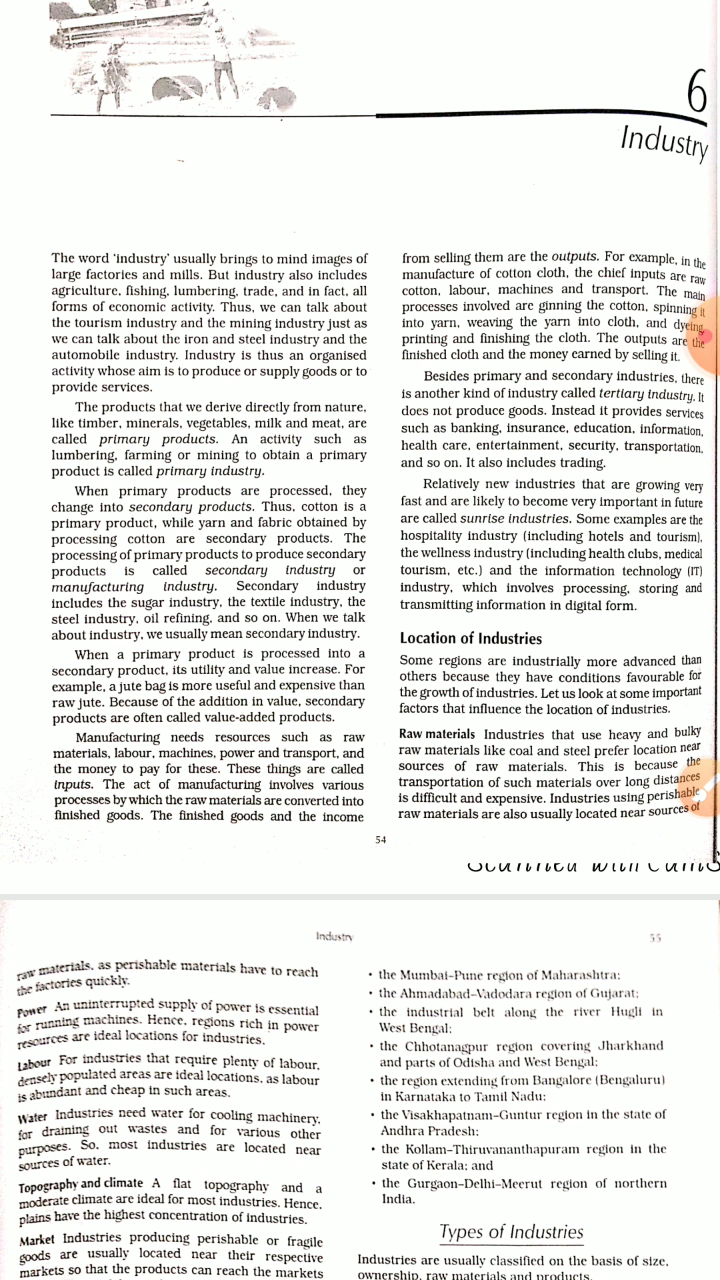 6
Industry
The word 'industry' usually brings to mind images of
large factories and mills. But industry also includes
agriculture, fishing, lumbering, trade, and in fact, all
forms of economic activity. Thus, we can talk about
the tourism industry and the mining industry just as
we can talk about the iron and steel industry and the
automobile industry. Industry is thus an organised
activity whose aim is to produce or supply goods or to
provide services.
The products that we derive directly from nature,
like timber, minerals, vegetables, milk and meat, are
called primary products. An activity such as
lumbering, farming or mining to obtain a primary
product is called primary industry.
When primary products are processed, they
change into secondary products. Thus, cotton is a
primary product, while yarn and fabric obtained by
processing cotton are secondary products. The
processing of primary products to produce secondary
products is called secondary industry or
manufacturing industry. Secondary industry
includes the sugar industry, the textile industry, the
steel industry, oil refining, and so on. When we talk
about industry, we usually mean secondary industry.
When a primary product is processed into a
secondary product, its utility and value increase. For
example, a jute bag is more useful and expensive than
raw jute. Because of the addition in value, secondary
products are often called value-added products.
Manufacturing needs resources such as raw
materials, labour, machines, power and transport, and
the money to pay for these. These things are called
inputs. The act of manufacturing involves various
processes by which the raw materials are converted into
finished goods. The finished goods and the income
from selling them are the outputs. For example, in the
manufacture of cotton cloth, the chief inputs are raw
cotton, labour, machines and transport. The main
processes involved are ginning the cotton, spinning it
into yarn, weaving the yarn into cloth, and dyeing,
printing and finishing the cloth. The outputs are the
finished cloth and the money earned by selling it.
Besides primary and secondary industries, there
is another kind of industry called tertiary industry. It
does not produce goods. Instead it provides services
such as banking, insurance, education, information,
health care, entertainment, security, transportation,
and so on. It also includes trading.
Relatively new industries that are growing very
fast and are likely to become very important in future
are called sunrise industries. Some examples are the
hospitality industry (including hotels and tourism),
the wellness industry (including health clubs, medical
tourism, etc.) and the information technology (IT)
industry, which involves processing, storing and
transmitting information in digital form.
Location of Industries
Some regions are industrially more advanced than
others because they have conditions favourable for
the growth of industries. Let us look at some important
factors that influence the location of industries.
Raw materials Industries that use heavy and bulky
raw materials like coal and steel prefer location near
sources of raw materials. This is because the
transportation of such materials over long distances
is difficult and expensive. Industries using perishable
raw materials are also usually located near sources of
54
Industry
55
raw materials, as perishable materials have to reach
the factories quickly.
Power An uninterrupted supply of power is essential
for running machines. Hence, regions rich in power
resources are ideal locations for industries.
Labour For industries that require plenty of labour,
densely populated areas are ideal locations, as labour
is abundant and cheap in such areas.
Water Industries need water for cooling machinery,
for draining out wastes and for various other
purposes. So, most industries are located near
sources of water.
Topography and climate A flat topography and a
moderate climate are ideal for most industries. Hence,
plains have the highest concentration of industries.
Market Industries producing perishable or fragile
goods are usually located near their respective
markets so that the products can reach the markets
• the Mumbai–Pune region of Maharashtra;
• the Ahmadabad–Vadodara region of Gujarat;
• the industrial belt along the river Hugli in
West Bengal;
• the Chhotanagpur region covering Jharkhand
and parts of Odisha and West Bengal;
• the region extending from Bangalore (Bengaluru)
in Karnataka to Tamil Nadu;
• the Visakhapatnam–Guntur region in the state of
Andhra Pradesh;
• the Kollam–Thiruvananthapuram region in the
state of Kerala; and
• the Gurgaon–Delhi–Meerut region of northern
India.
Types of Industries
Industries are usually classified on the basis of size,
ownership, raw materials and products.